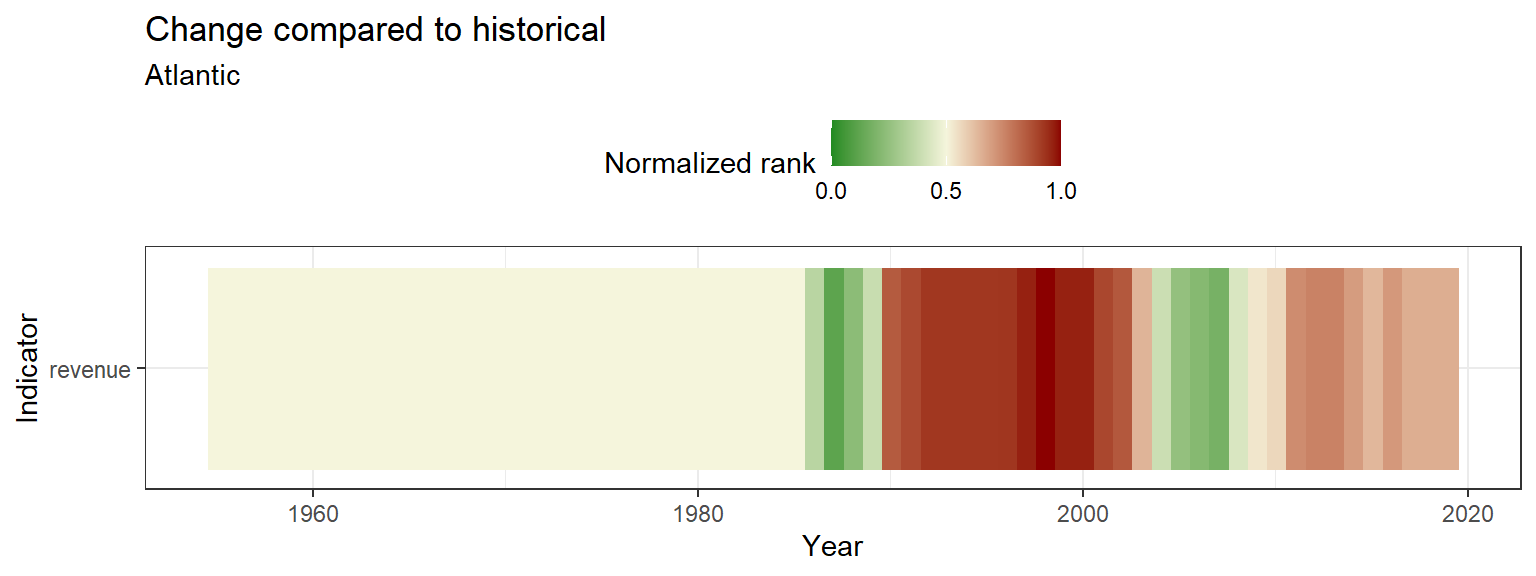 Change compared to historical
Atlantic
Normalized rank
0.0 0.5 1.0
Indicator
revenue
1960 1980 2000 2020
Year